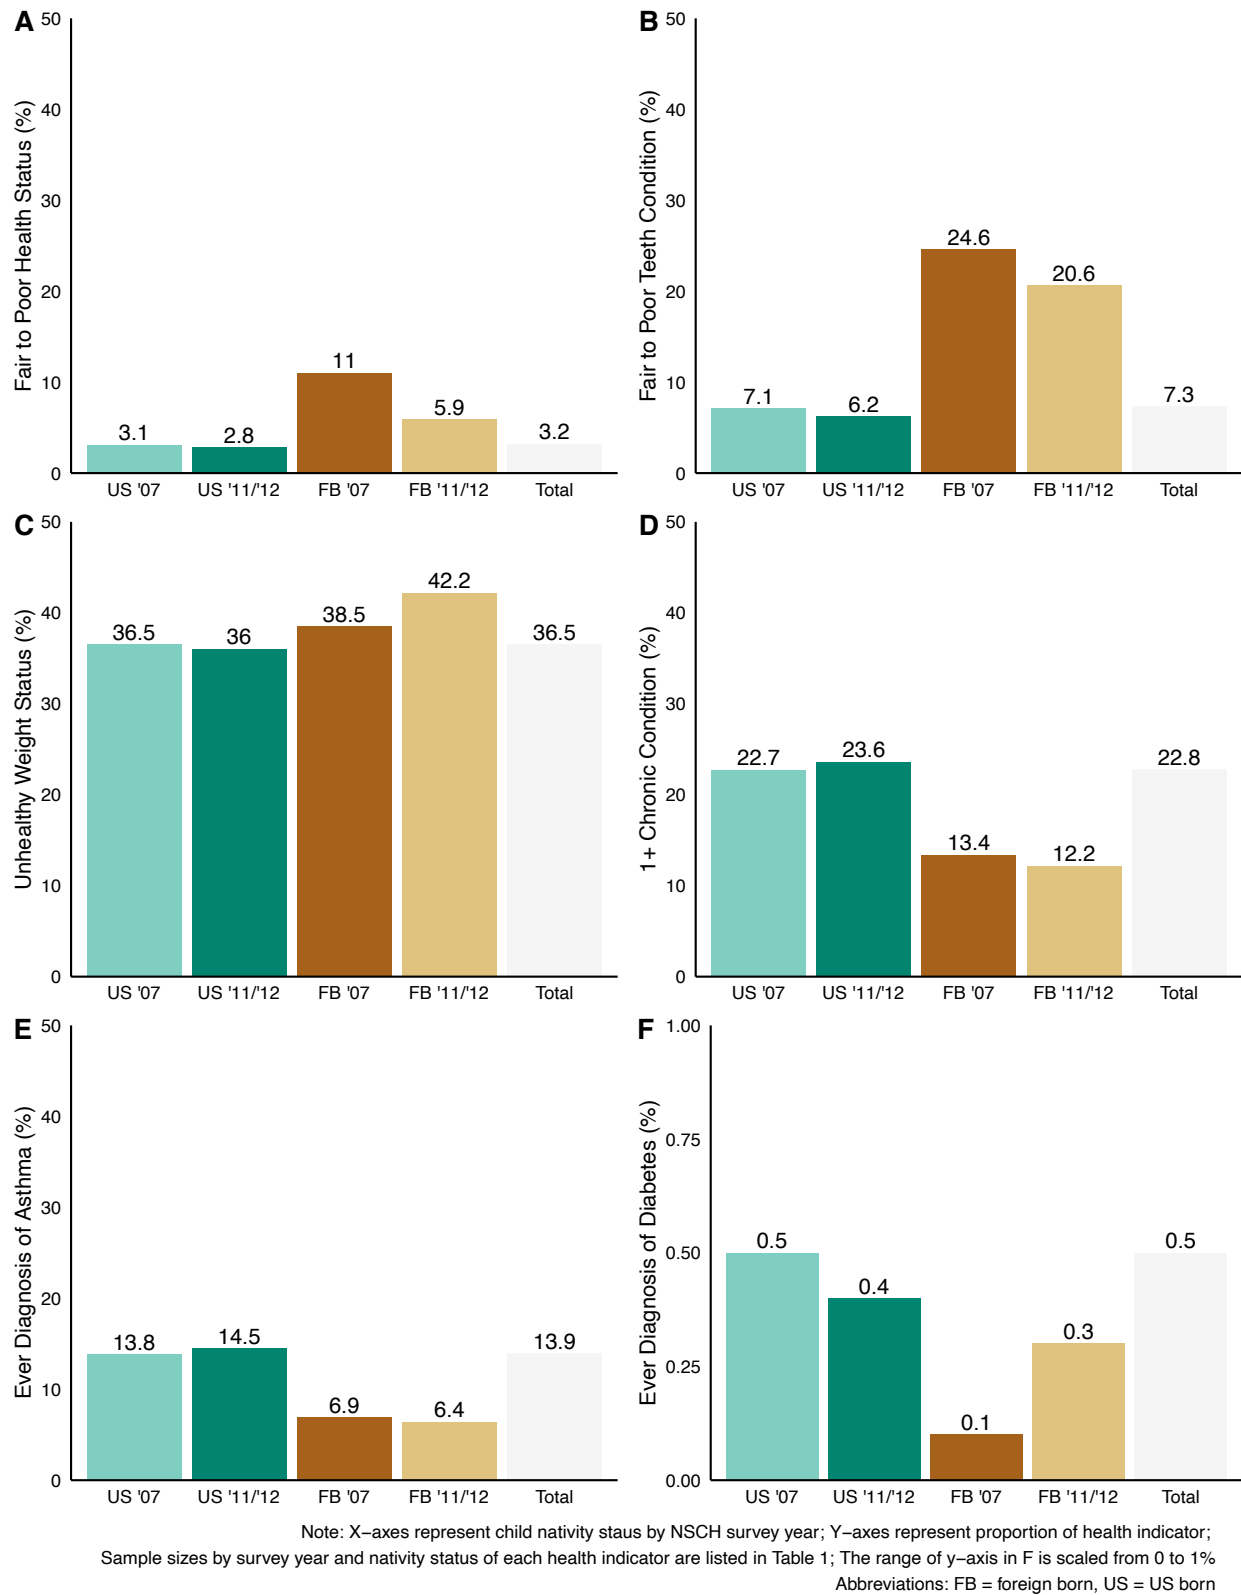 A
Fair to Poor Health Status (%)
50
40
30
20
10
0
3.1
2.8
11
5.9
3.2
US '07
US '11/'12
FB '07
FB '11/'12
Total
B
Fair to Poor Teeth Condition (%)
50
40
30
20
10
0
7.1
6.2
24.6
20.6
7.3
US '07
US '11/'12
FB '07
FB '11/'12
Total
C
Unhealthy Weight Status (%)
50
40
30
20
10
0
36.5
36
38.5
42.2
36.5
US '07
US '11/'12
FB '07
FB '11/'12
Total
D
1+ Chronic Condition (%)
50
40
30
20
10
0
22.7
23.6
13.4
12.2
22.8
US '07
US '11/'12
FB '07
FB '11/'12
Total
E
Ever Diagnosis of Asthma (%)
50
40
30
20
10
0
13.8
14.5
6.9
6.4
13.9
US '07
US '11/'12
FB '07
FB '11/'12
Total
F
Ever Diagnosis of Diabetes (%)
1.00
0.75
0.50
0.25
0.00
0.5
0.4
0.1
0.3
0.5
US '07
US '11/'12
FB '07
FB '11/'12
Total
Note: X−axes represent child nativity staus by NSCH survey year; Y−axes represent proportion of health indicator;
Sample sizes by survey year and nativity status of each health indicator are listed in Table 1; The range of y−axis in F is scaled from 0 to 1%
Abbreviations: FB = foreign born, US = US born